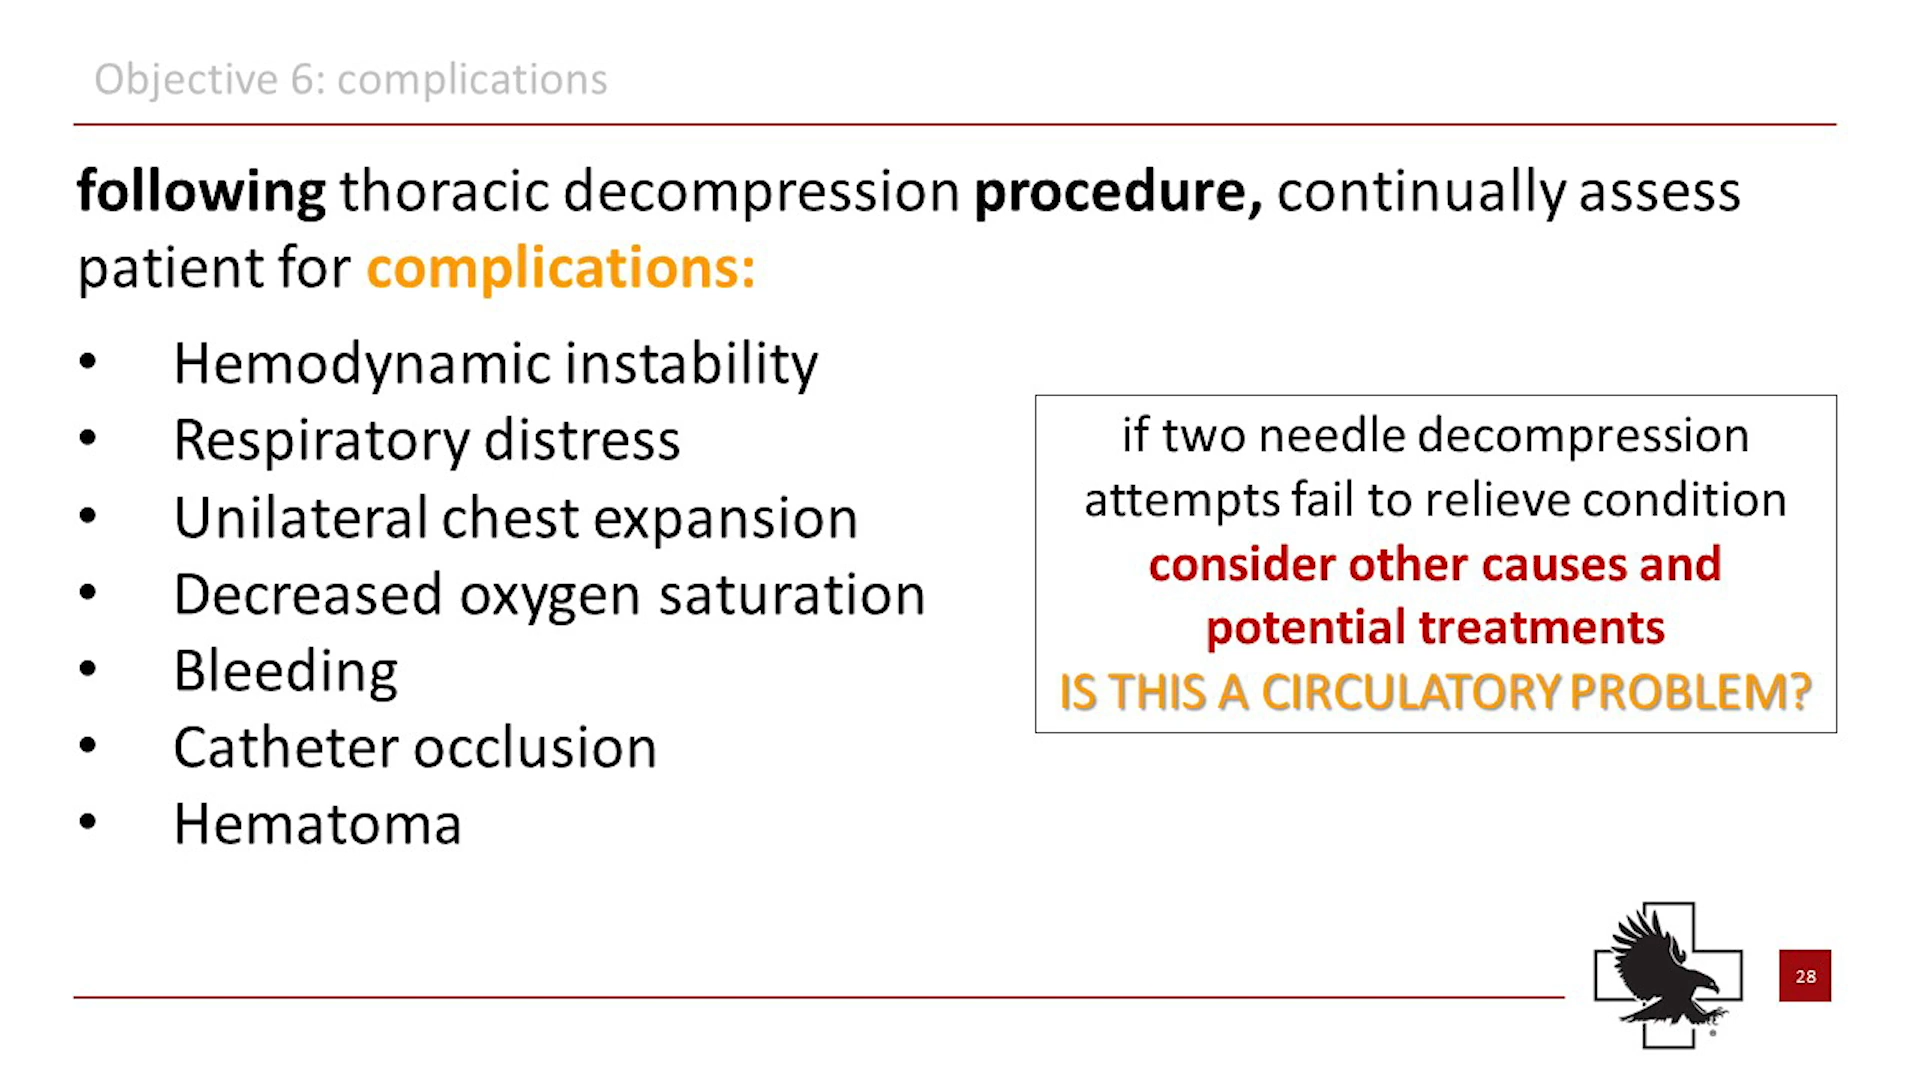 Objective 6: complications
following thoracic decompression procedure, continually assess
patient for complications:
• Hemodynamic instability
• Respiratory distress
• Unilateral chest expansion
• Decreased oxygen saturation
• Bleeding
• Catheter occlusion
• Hematoma
if two needle decompression
attempts fail to relieve condition
consider other causes and
potential treatments
IS THIS A CIRCULATORY PROBLEM?
®
28